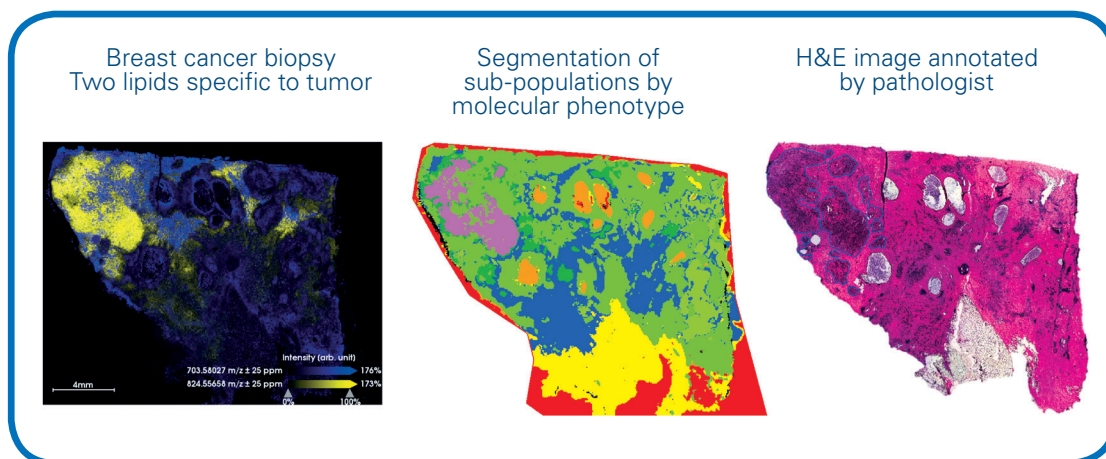 Breast cancer biopsy
Two lipids specific to tumor
Segmentation of
sub-populations by
molecular phenotype
H&E image annotated
by pathologist
Intensity (arb. unit)
703.58027 m/z ± 25 ppm 176%
824.55658 m/z ± 25 ppm 173%
4mm
0% 100%